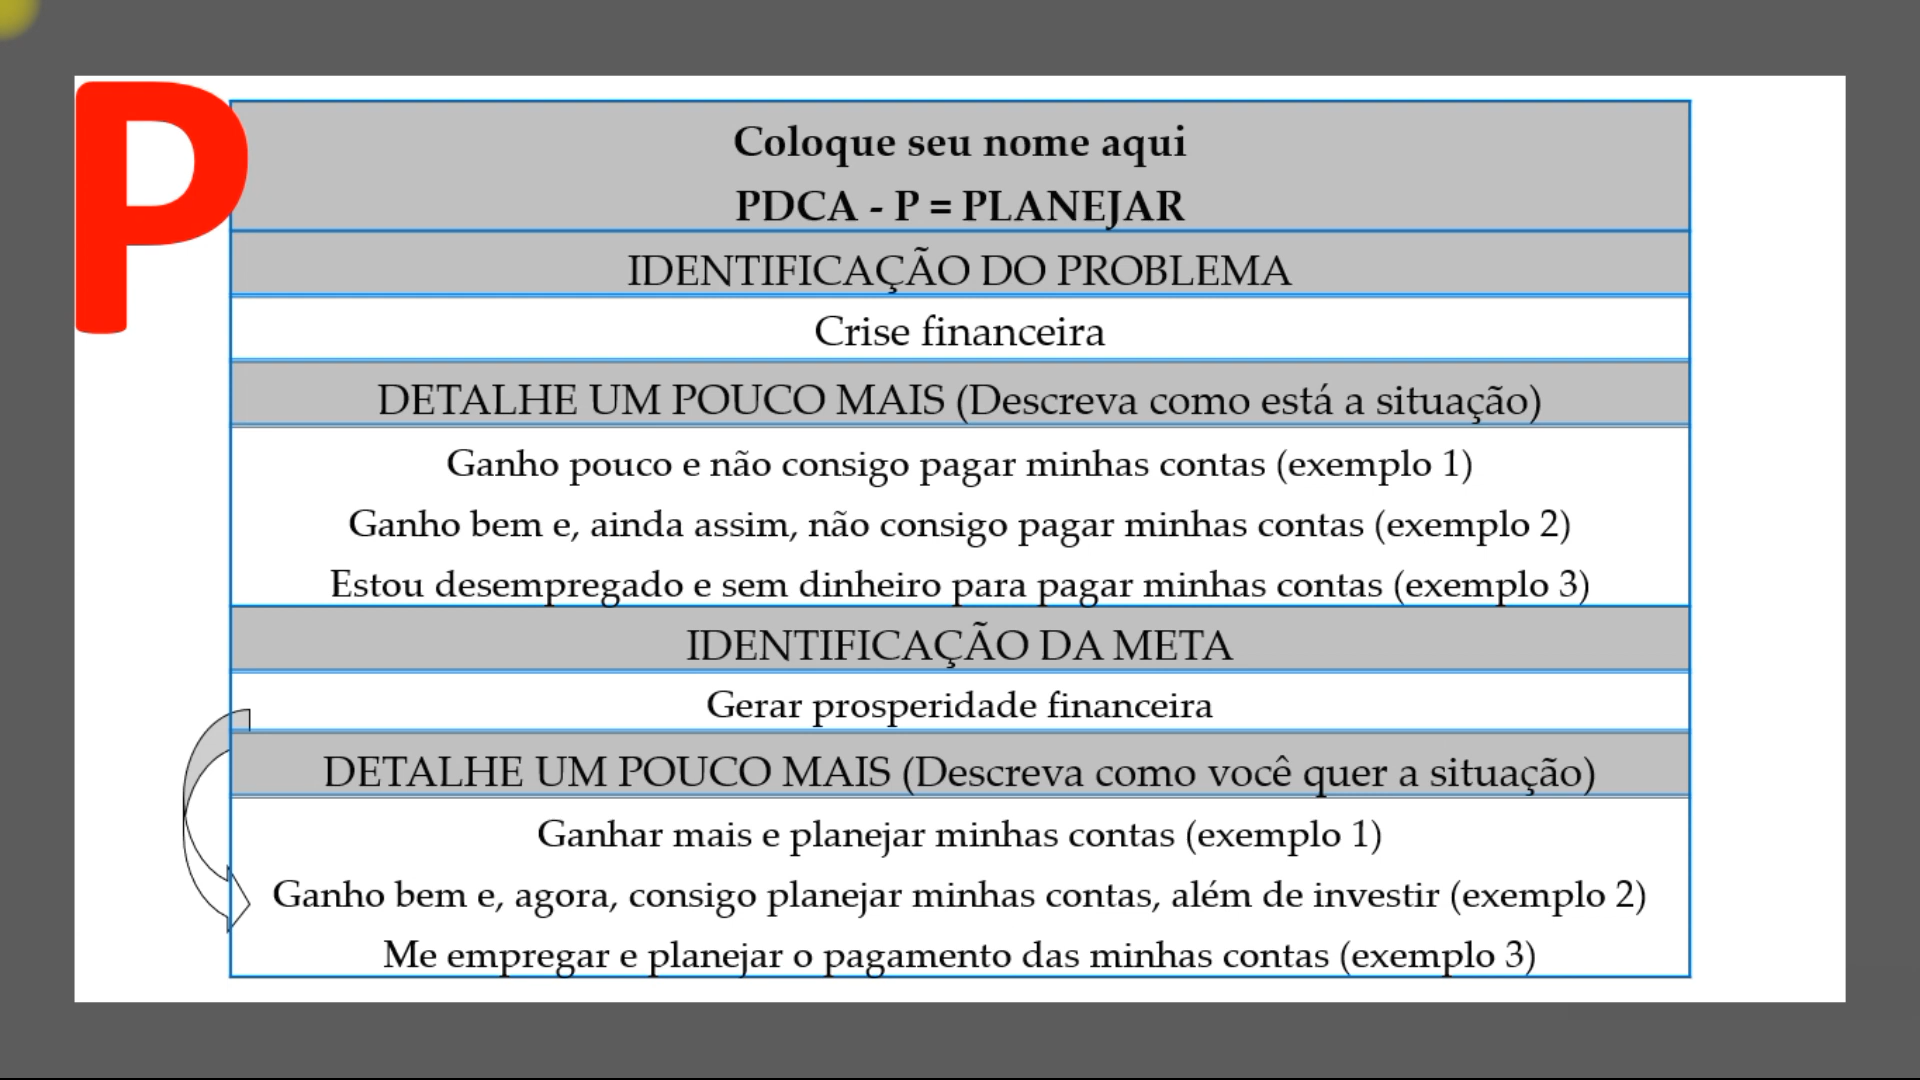 P
Coloque seu nome aqui
PDCA - P = PLANEJAR
IDENTIFICAÇÃO DO PROBLEMA
Crise financeira
DETALHE UM POUCO MAIS (Descreva como está a situação)
Ganho pouco e não consigo pagar minhas contas (exemplo 1)
Ganho bem e, ainda assim, não consigo pagar minhas contas (exemplo 2)
Estou desempregado e sem dinheiro para pagar minhas contas (exemplo 3)
IDENTIFICAÇÃO DA META
Gerar prosperidade financeira
DETALHE UM POUCO MAIS (Descreva como você quer a situação)
Ganhar mais e planejar minhas contas (exemplo 1)
Ganho bem e, agora, consigo planejar minhas contas, além de investir (exemplo 2)
Me empregar e planejar o pagamento das minhas contas (exemplo 3)